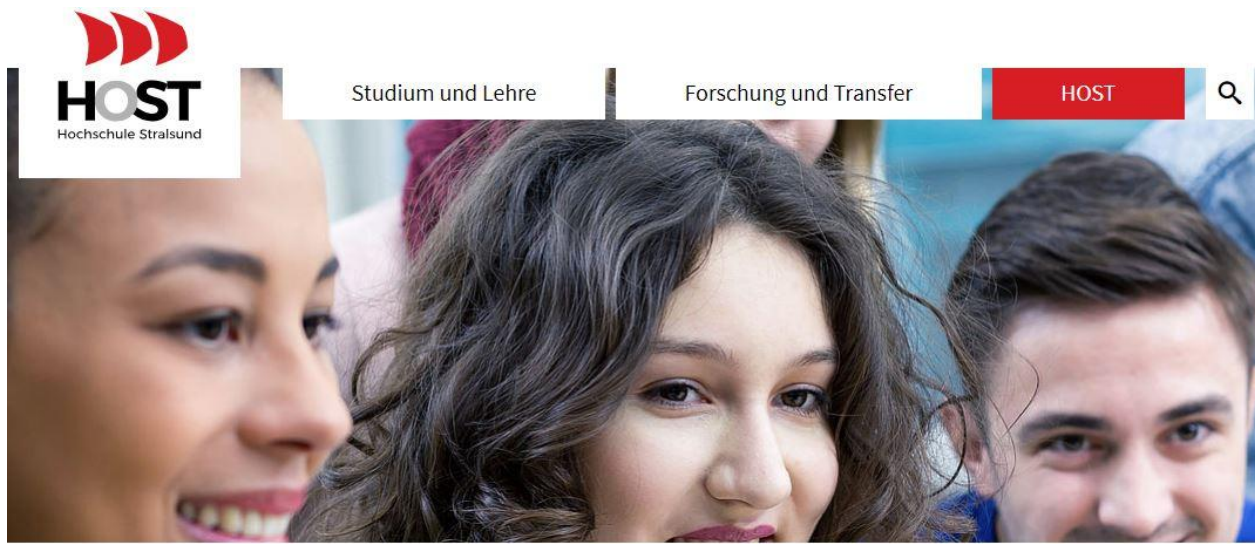 HOST
Hochschule Stralsund
Studium und Lehre
Forschung und Transfer
HOST